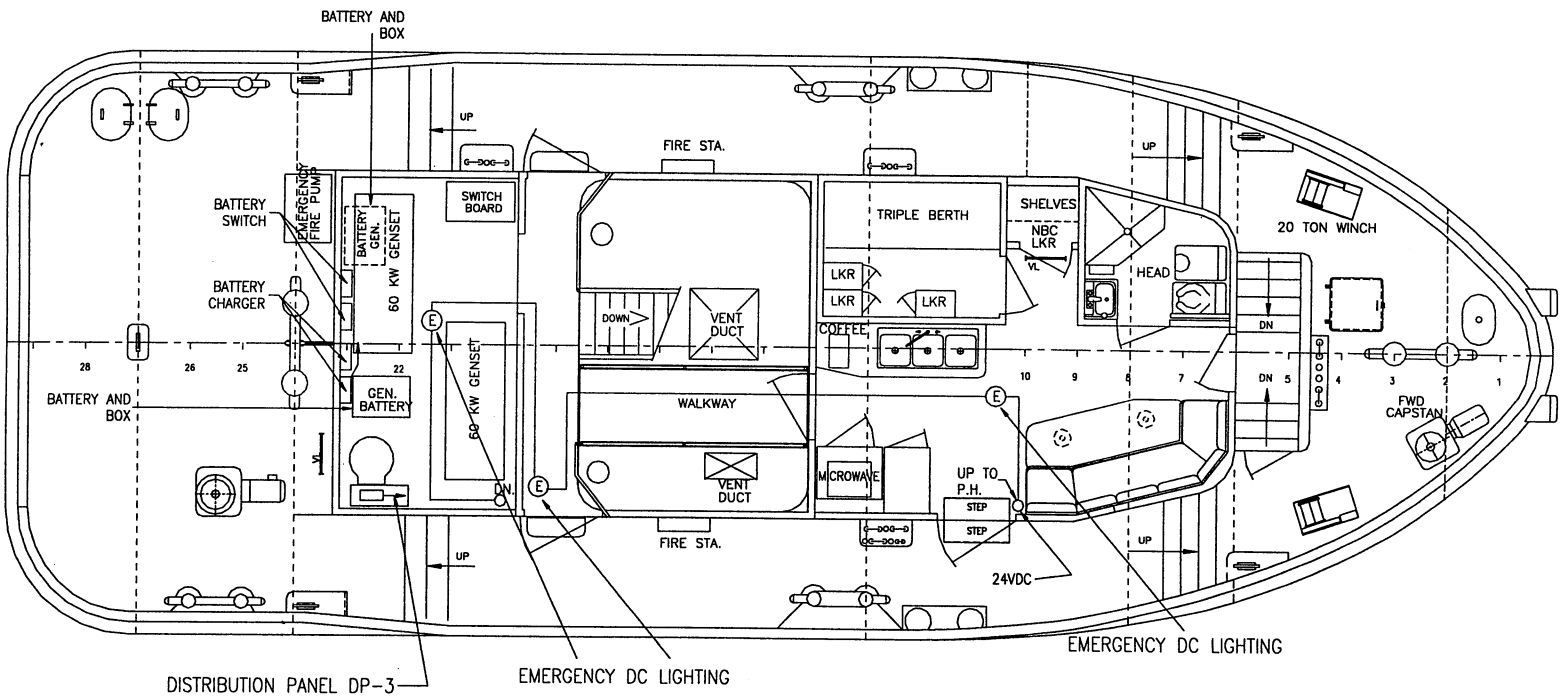 BATTERY AND
BOX
UP
FIRE STA.
UP
EMERGENCY
FIRE PUMP
BATTERY
SWITCH
BATTERY
GEN.
60 KW GENSET
SWITCH
BOARD
TRIPLE BERTH
SHELVES
NBC
LKR
VL
20 TON WINCH
HEAD
LKR
LKR
LKR
BATTERY
CHARGER
DOWN
VENT
DUCT
COFFEE
DN
28
26
25
22
10
9
8
7
5
4
3
2
1
DN
GEN.
BATTERY
BATTERY AND
BOX
60 KW GENSET
WALKWAY
FWD
CAPSTAN
VL
DN.
VENT
DUCT
MICROWAVE
UP TO
P.H.
STEP
STEP
FIRE STA.
UP
UP
24VDC
EMERGENCY DC LIGHTING
EMERGENCY DC LIGHTING
DISTRIBUTION PANEL DP-3
E
E
E